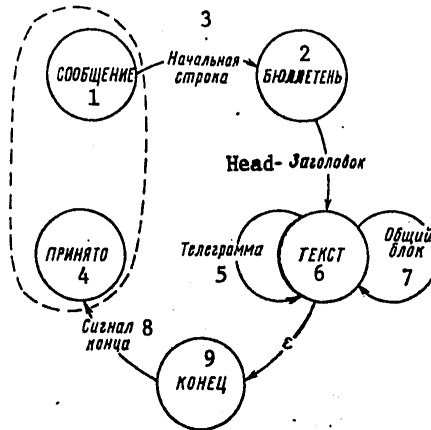 3
СООБЩЕНИЕ
1
Начальная
строка
2
БЮЛЛЕТЕНЬ
Head- Заголовок
ПРИНЯТО
4
Телеграмма
5
ТЕКСТ
6
Общий
блок
7
Сигнал 8
конца
ε
9
КОНЕЦ